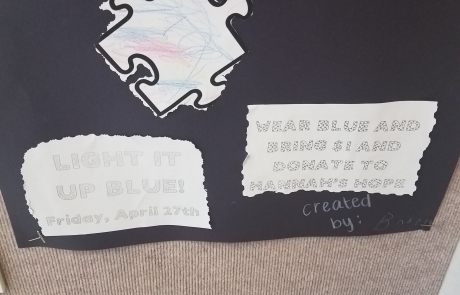 LIGHT IT
UP BLUE!
Friday, April 27th
WEAR BLUE AND
BRING $1 AND
DONATE TO
HANNAH'S HOPE
created
by: